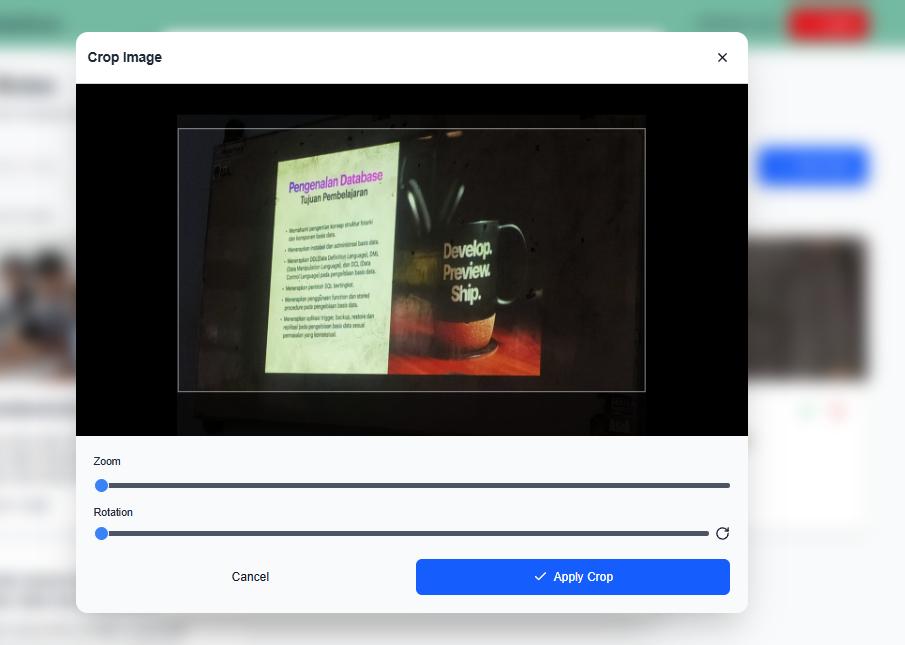 Crop Image
Pengenalan Database
Tujuan Pembelajaran
• Memahami pengertian konsep struktur hirarki
dan komponen basis data.
• Menerapkan instalasi dan administrasi basis data.
• Menerapkan DDL(Data Definition Language), DML
(Data Manipulation Language), dan DCL (Data
Control Language) pada pengelolaan basis data.
• Menerapkan perintah SQL bertingkat.
• Menerapkan penggunaan function dan stored
procedure pada pengelolaan basis data.
• Menerapkan aplikasi trigger, backup, restore dan
replikasi pada pengelolaan basis data sesuai
permasalan yang kontekstual.
Develop.
Preview.
Ship.
Zoom
Rotation
Cancel
Apply Crop